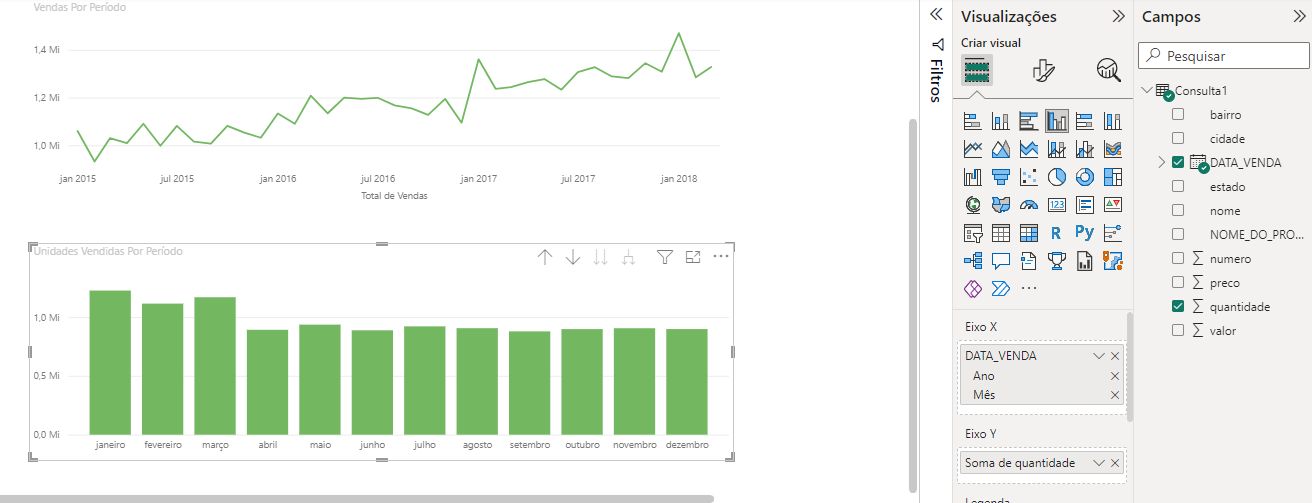 Vendas Por Período
1,4 Mi
1,2 Mi
1,0 Mi
jan 2015 jul 2015 jan 2016 jul 2016 jan 2017 jul 2017 jan 2018
Total de Vendas
Unidades Vendidas Por Período
1,0 Mi
0,5 Mi
0,0 Mi
janeiro fevereiro março abril maio junho julho agosto setembro outubro novembro dezembro
Filtros
Visualizações
Criar visual
123
R Py
Eixo X
DATA_VENDA
Ano
Mês
Eixo Y
Soma de quantidade
Legenda
Campos
Pesquisar
Consulta1
bairro
cidade
DATA_VENDA
estado
nome
NOME_DO_PRO...
numero
preco
quantidade
valor